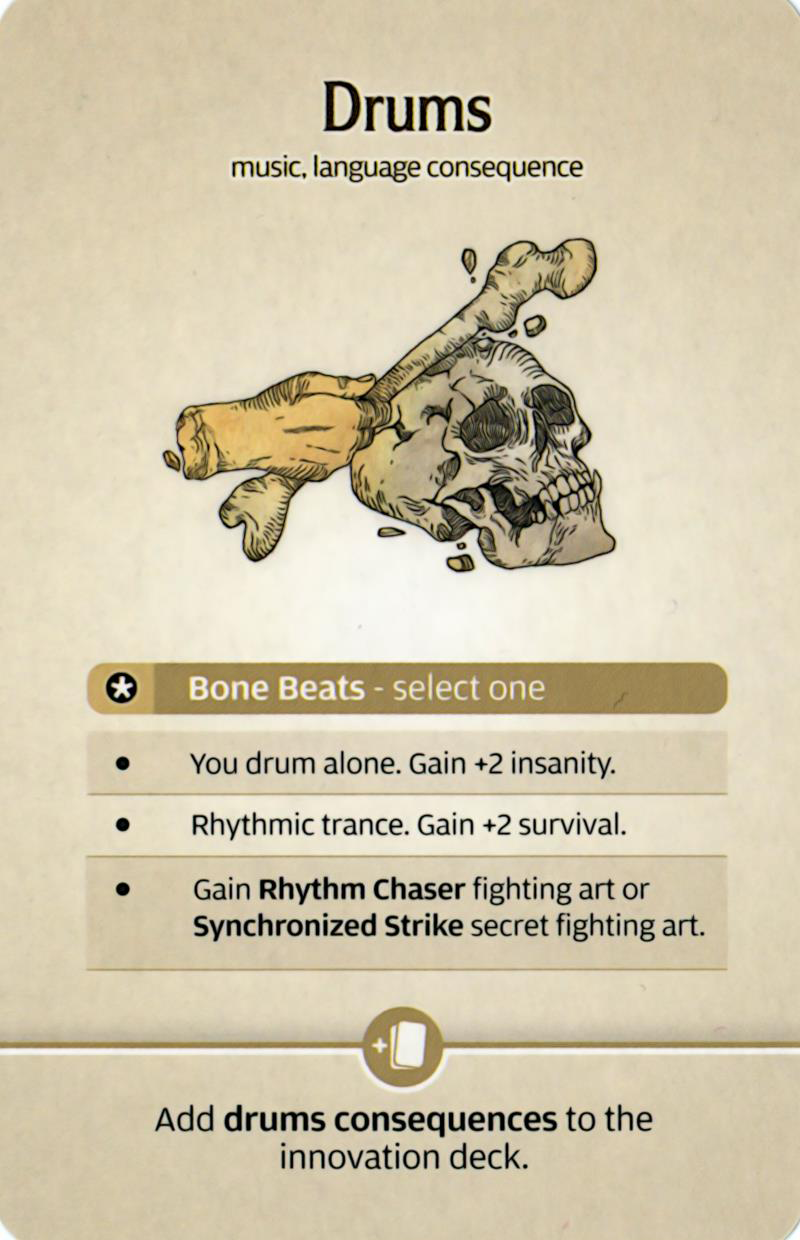 Drums
music, language consequence
Bone Beats - select one
• You drum alone. Gain +2 insanity.
• Rhythmic trance. Gain +2 survival.
• Gain Rhythm Chaser fighting art or
Synchronized Strike secret fighting art.
+
Add drums consequences to the
innovation deck.